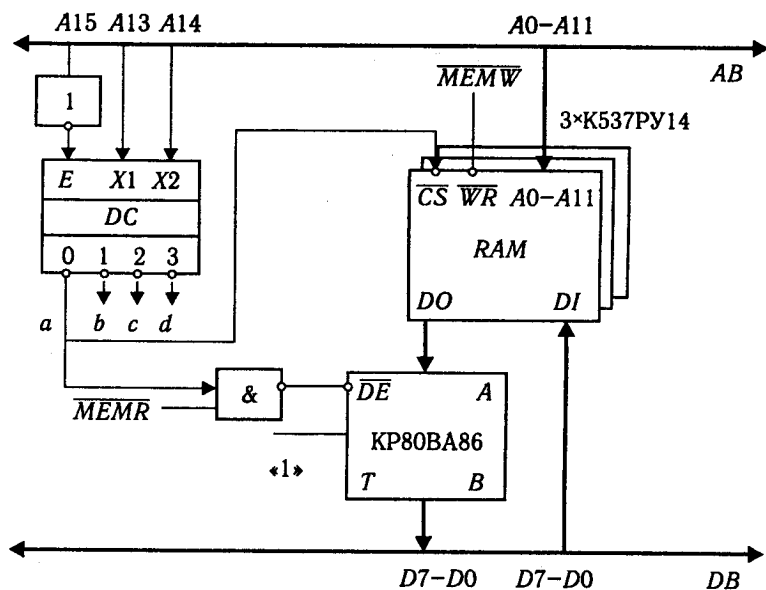 A15 A13 A14 A0–A11
AB
MEMW
1
3×К537РУ14
E X1 X2
CS WR A0–A11
DC
RAM
0 1 2 3
DO DI
a b c d
&
DE A
MEMR
КР80ВА86
«1»
T B
D7–D0 D7–D0 DB